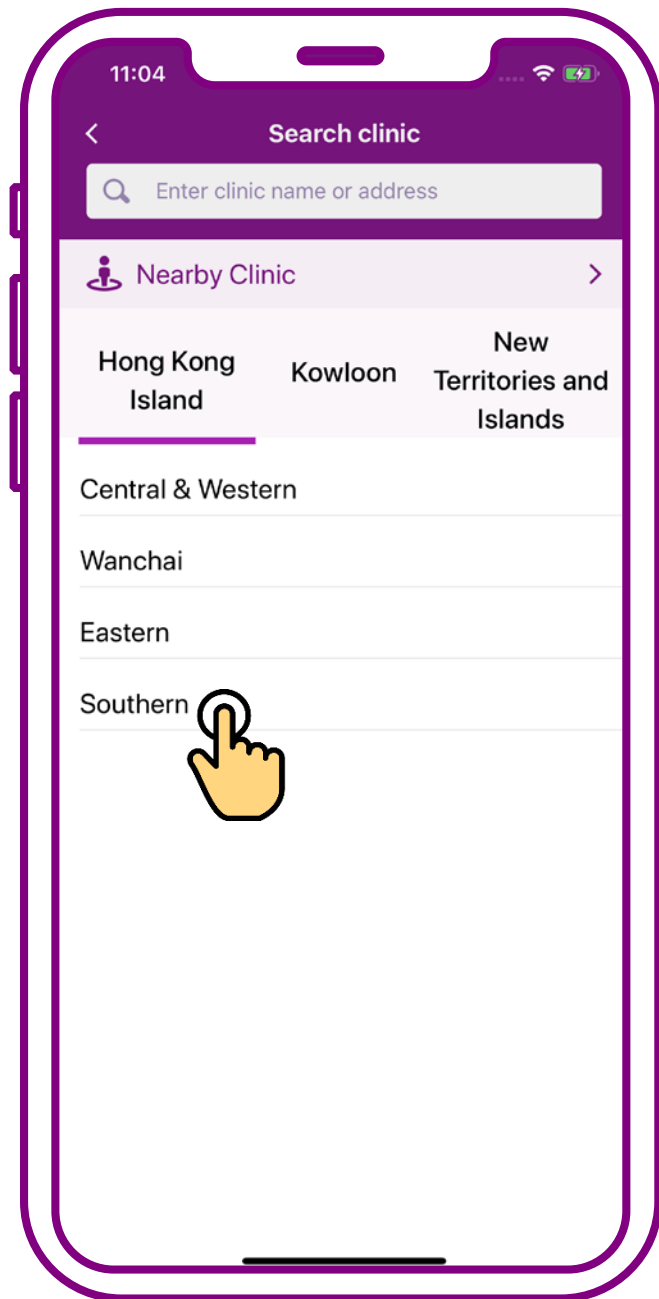 11:04
Search clinic
Enter clinic name or address
Nearby Clinic
Hong Kong
Island
Kowloon
New
Territories and
Islands
Central & Western
Wanchai
Eastern
Southern